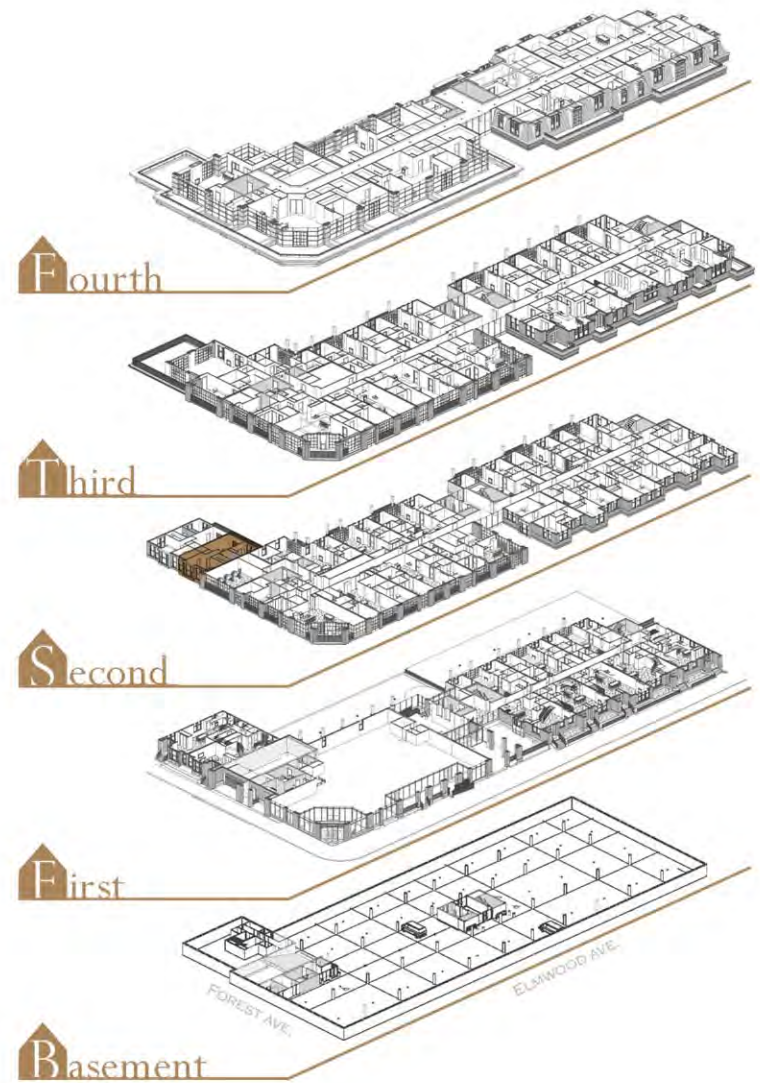 Fourth
Third
Second
First
FOREST AVE.
ELMWOOD AVE.
Basement